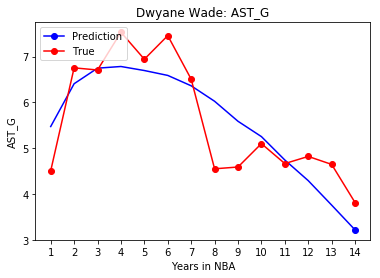 Dwyane Wade: AST_G
Prediction
True
7
6
5
4
3
AST_G
1 2 3 4 5 6 7 8 9 10 11 12 13 14
Years in NBA